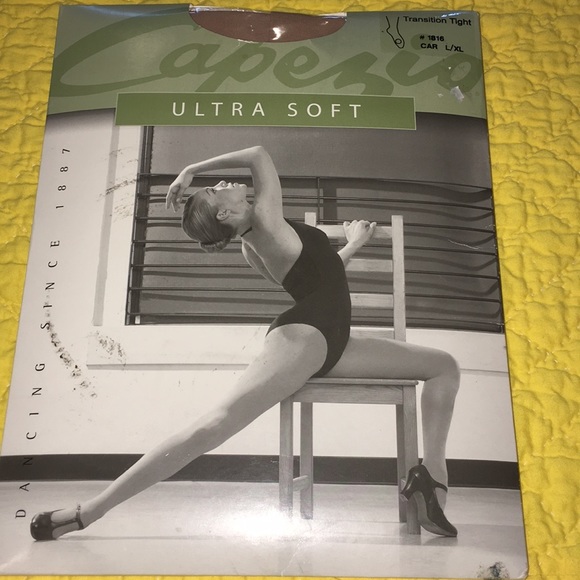 Transition Tight
# 1816
CAR L/XL
Capezio
ULTRA SOFT
DANCING SINCE 1887